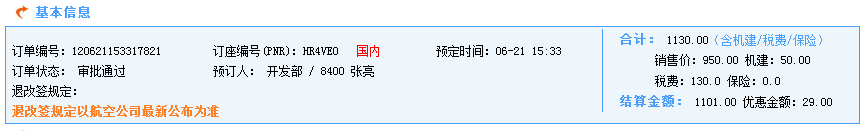 基本信息
订单编号: 120621153317821 订座编号(PNR): HR4VE0 国内 预定时间: 06-21 15:33
订单状态: 审批通过 预订人: 开发部 / 8400 张亮
退改签规定:
退改签规定以航空公司最新公布为准
合计: 1130.00 (含机建/税费/保险)
销售价: 950.00 机建: 50.00
税费: 130.0 保险: 0.0
结算金额: 1101.00 优惠金额: 29.00